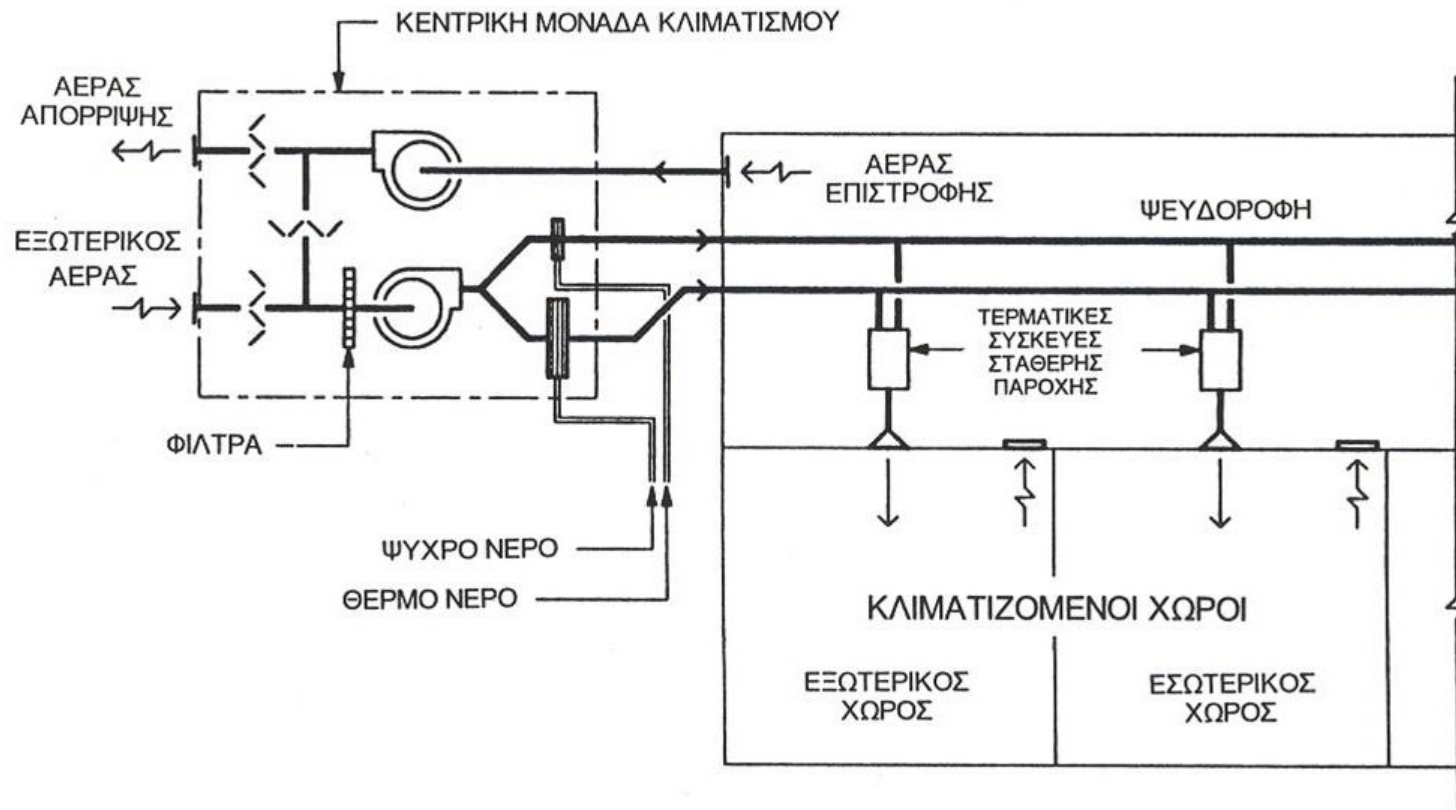 ΚΕΝΤΡΙΚΗ ΜΟΝΑΔΑ ΚΛΙΜΑΤΙΣΜΟΥ
ΑΕΡΑΣ
ΑΠΟΡΡΙΨΗΣ
ΑΕΡΑΣ
ΕΠΙΣΤΡΟΦΗΣ
ΨΕΥΔΟΡΟΦΗ
ΕΞΩΤΕΡΙΚΟΣ
ΑΕΡΑΣ
ΤΕΡΜΑΤΙΚΕΣ
ΣΥΣΚΕΥΕΣ
ΣΤΑΘΕΡΗΣ
ΠΑΡΟΧΗΣ
ΦΙΛΤΡΑ
ΨΥΧΡΟ ΝΕΡΟ
ΘΕΡΜΟ ΝΕΡΟ
ΚΛΙΜΑΤΙΖΟΜΕΝΟΙ ΧΩΡΟΙ
ΕΞΩΤΕΡΙΚΟΣ
ΧΩΡΟΣ
ΕΣΩΤΕΡΙΚΟΣ
ΧΩΡΟΣ